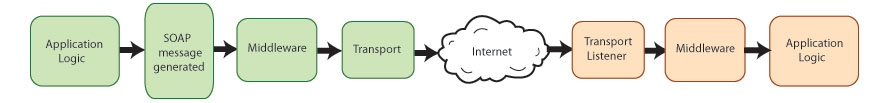 Application
Logic
SOAP
message
generated
Middleware
Transport
Internet
Transport
Listener
Middleware
Application
Logic